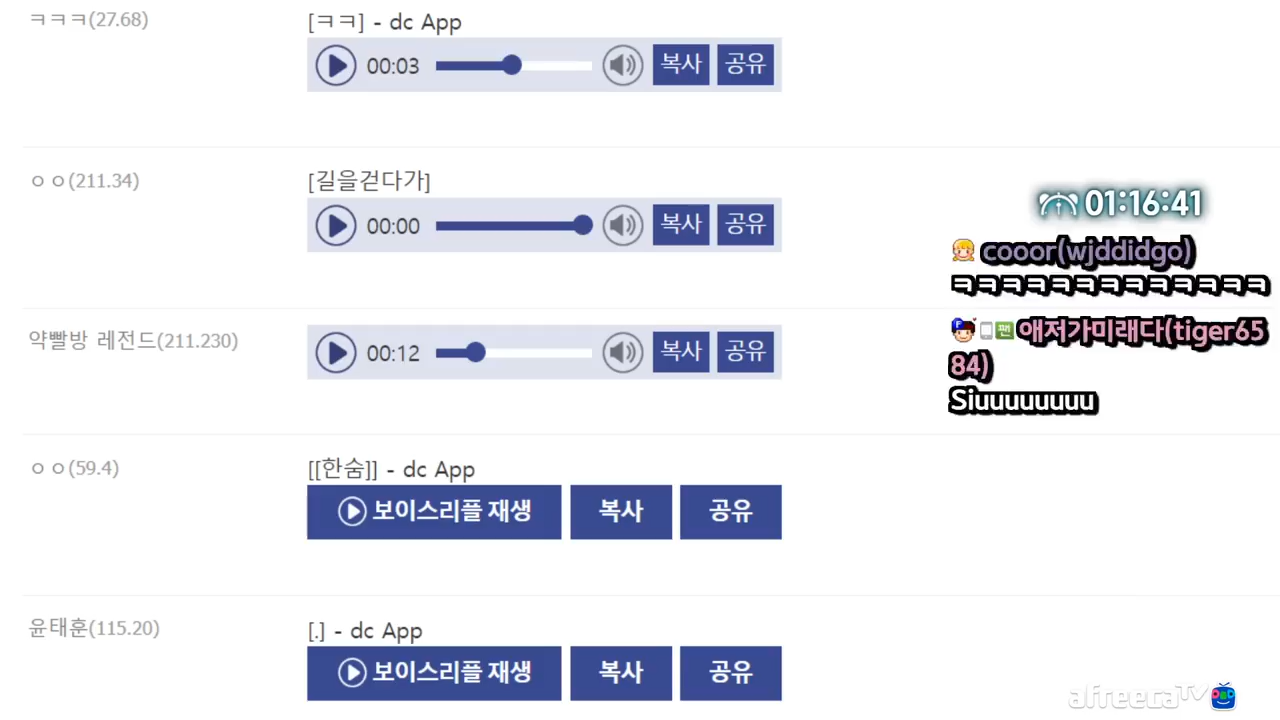 ㅋㅋㅋ(27.68)
[ㅋㅋ] - dc App
00:03 복사 공유
ㅇㅇ(211.34)
[길을걷다가]
00:00 복사 공유
약빨방 레전드(211.230)
00:12 복사 공유
ㅇㅇ(59.4)
[[한숨]] - dc App
보이스리플 재생 복사 공유
윤태훈(115.20)
[.] - dc App
보이스리플 재생 복사 공유
01:16:41
cooor(wjddidgo)
ㅋㅋㅋㅋㅋㅋㅋㅋㅋㅋㅋㅋㅋ
F 팬 애저가미래다(tiger65
84)
Siuuuuuuuu
afreecaTV